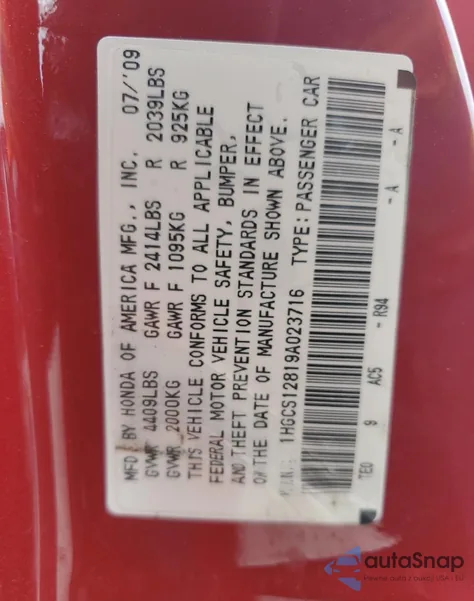 MFD. BY HONDA OF AMERICA MFG., INC. 07/'09
GVWR 4409LBS GAWR F 2414LBS R 2039LBS
GVWR 2000KG GAWR F 1095KG R 925KG
THIS VEHICLE CONFORMS TO ALL APPLICABLE
FEDERAL MOTOR VEHICLE SAFETY, BUMPER,
AND THEFT PREVENTION STANDARDS IN EFFECT
ON THE DATE OF MANUFACTURE SHOWN ABOVE.
V.I.N.: 1HGCS12819A023716 TYPE: PASSENGER CAR
TE0 9 AC5 - R94 - A - A
autaSnap